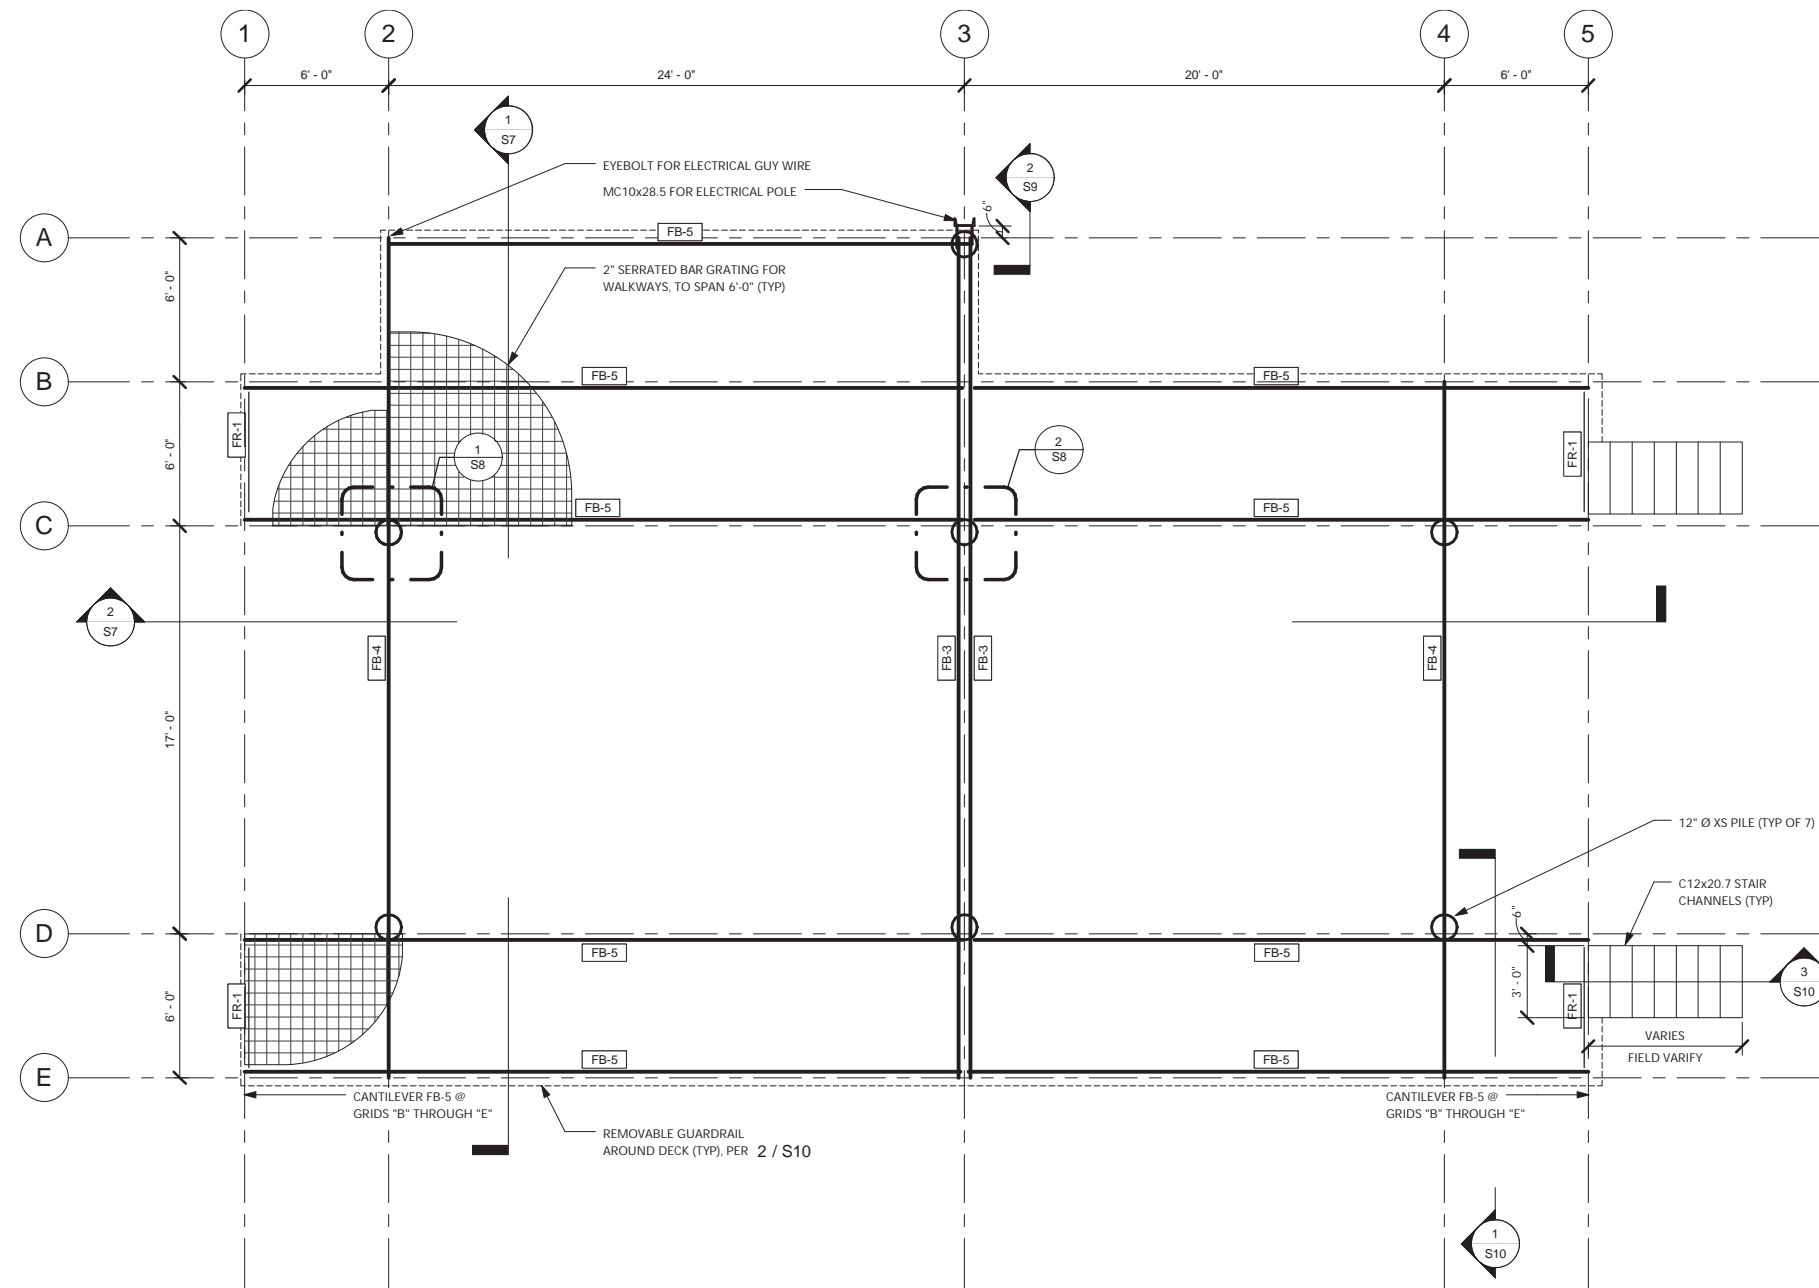 1
2
3
4
5
6' - 0"
24' - 0"
20' - 0"
6' - 0"
1
S7
EYEBOLT FOR ELECTRICAL GUY WIRE
MC10x28.5 FOR ELECTRICAL POLE
2
S9
6"
A
FB-5
6' - 0"
2" SERRATED BAR GRATING FOR
WALKWAYS, TO SPAN 6'-0" (TYP)
B
FB-5
FB-5
6' - 0"
FR-1
1
S8
2
S8
FR-1
FB-5
FB-5
C
2
S7
17' - 0"
FB-4
FB-3
FB-3
FB-4
12" Ø XS PILE (TYP OF 7)
C12x20.7 STAIR
CHANNELS (TYP)
D
6"
FB-5
FB-5
6' - 0"
FR-1
3' - 0"
FR-1
3
S10
FB-5
FB-5
VARIES
FIELD VARIFY
E
CANTILEVER FB-5 @
GRIDS "B" THROUGH "E"
CANTILEVER FB-5 @
GRIDS "B" THROUGH "E"
REMOVABLE GUARDRAIL
AROUND DECK (TYP), PER 2 / S10
1
S10